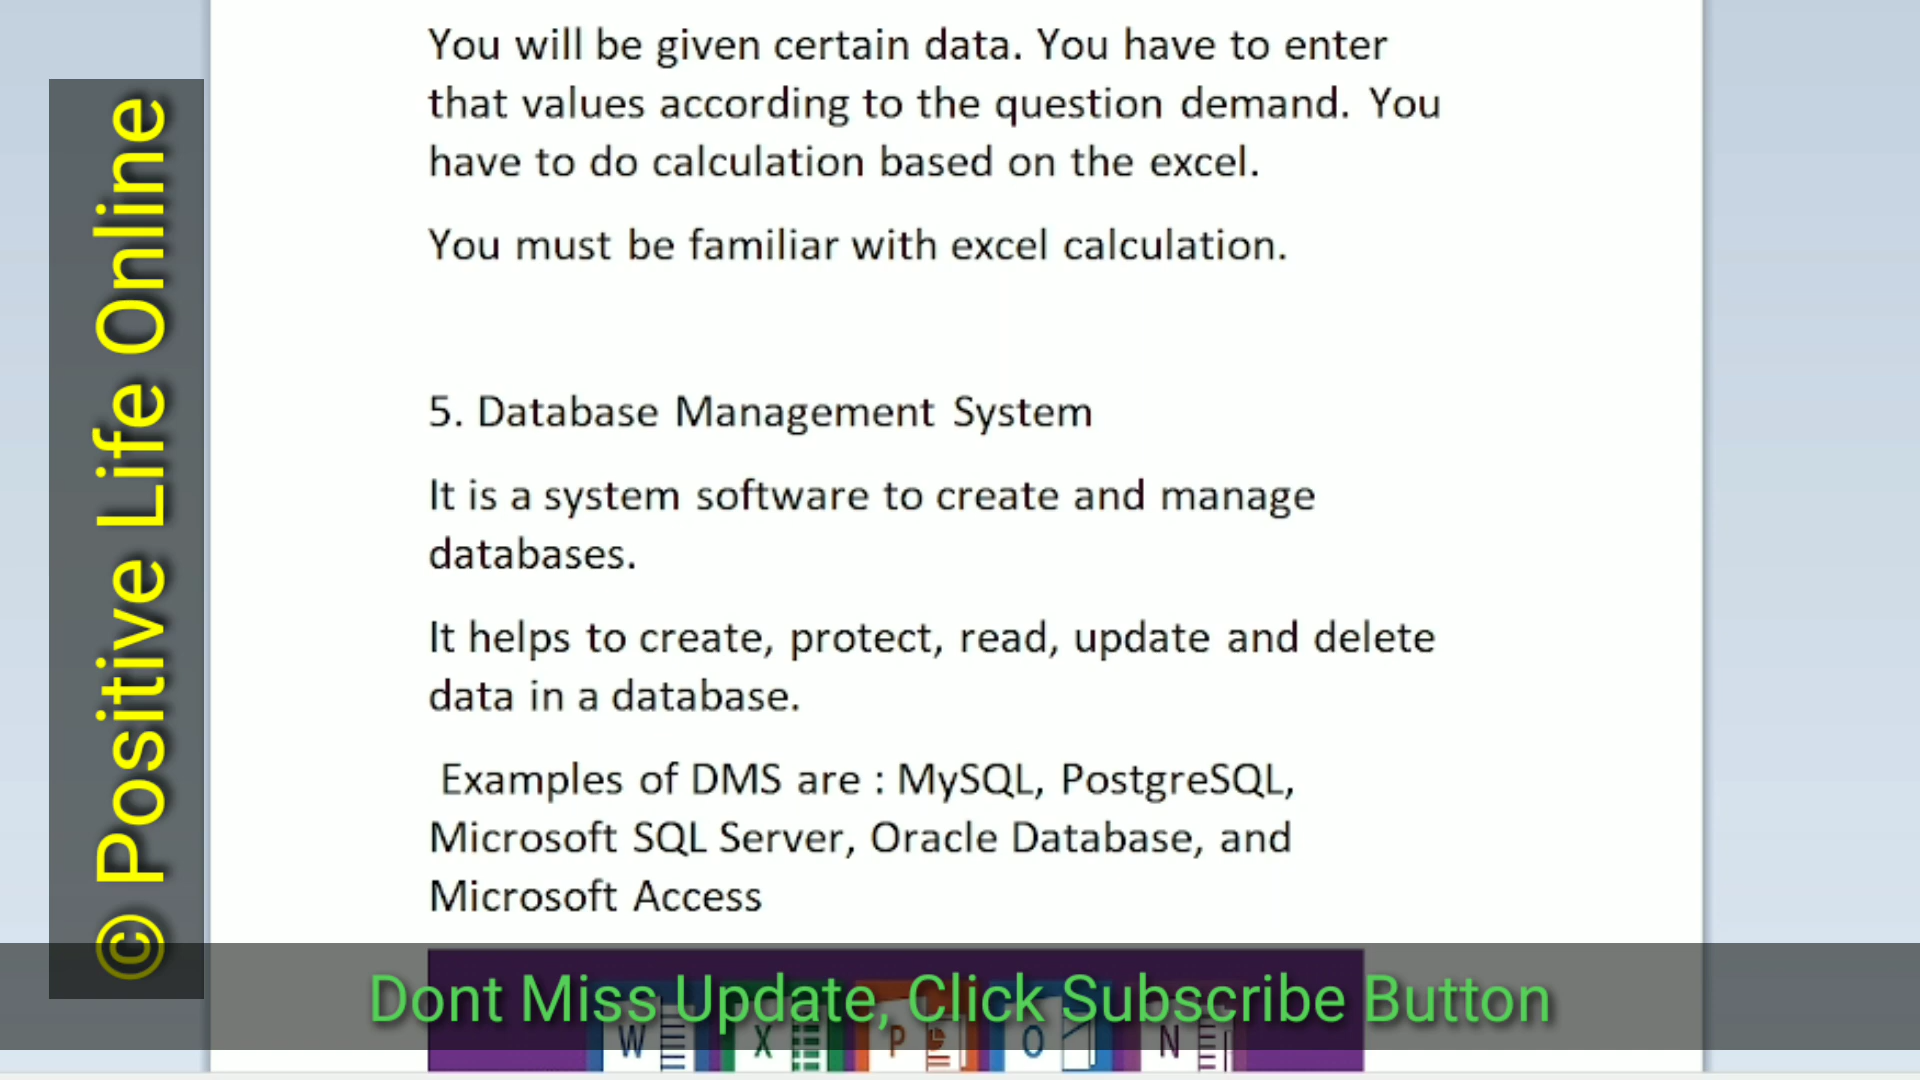 You will be given certain data. You have to enter
that values according to the question demand. You
have to do calculation based on the excel.
You must be familiar with excel calculation.
5. Database Management System
It is a system software to create and manage
databases.
It helps to create, protect, read, update and delete
data in a database.
Examples of DMS are : MySQL, PostgreSQL,
Microsoft SQL Server, Oracle Database, and
Microsoft Access
© Positive Life Online
Dont Miss Update, Click Subscribe Button
W X P O N